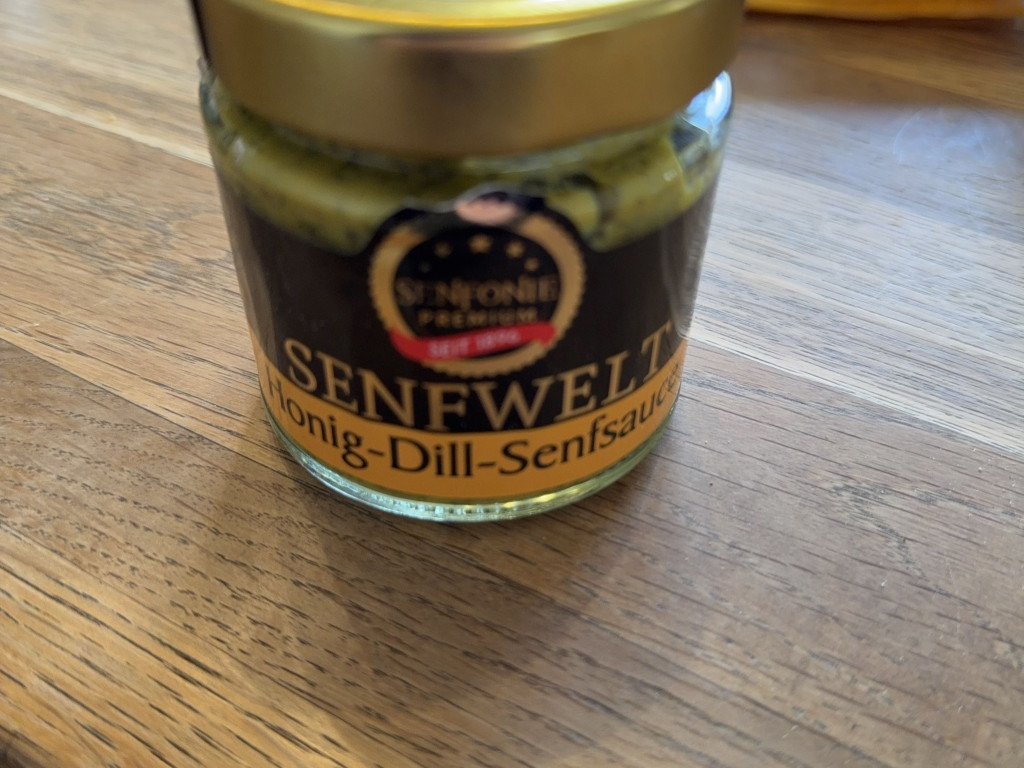 SENFONIE
PREMIUM
SENFWELT
Honig-Dill-Senfsauce